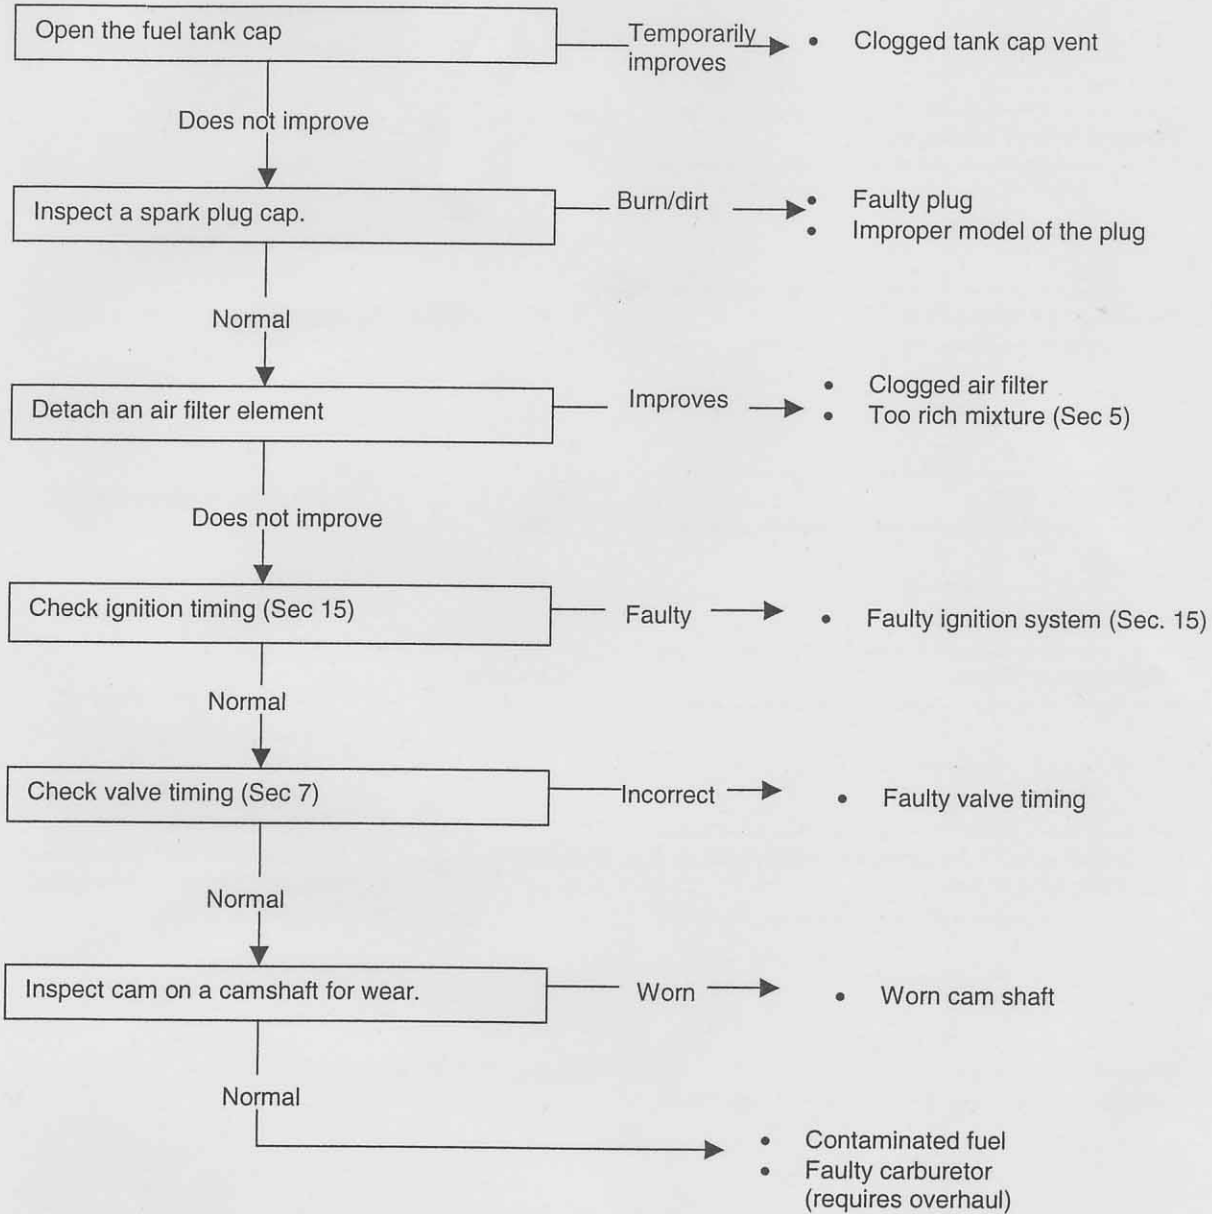 Open the fuel tank cap
Temporarily
improves
• Clogged tank cap vent
Does not improve
Inspect a spark plug cap.
Burn/dirt
• Faulty plug
• Improper model of the plug
Normal
Detach an air filter element
Improves
• Clogged air filter
• Too rich mixture (Sec 5)
Does not improve
Check ignition timing (Sec 15)
Faulty
• Faulty ignition system (Sec. 15)
Normal
Check valve timing (Sec 7)
Incorrect
• Faulty valve timing
Normal
Inspect cam on a camshaft for wear.
Worn
• Worn cam shaft
Normal
• Contaminated fuel
• Faulty carburetor
(requires overhaul)